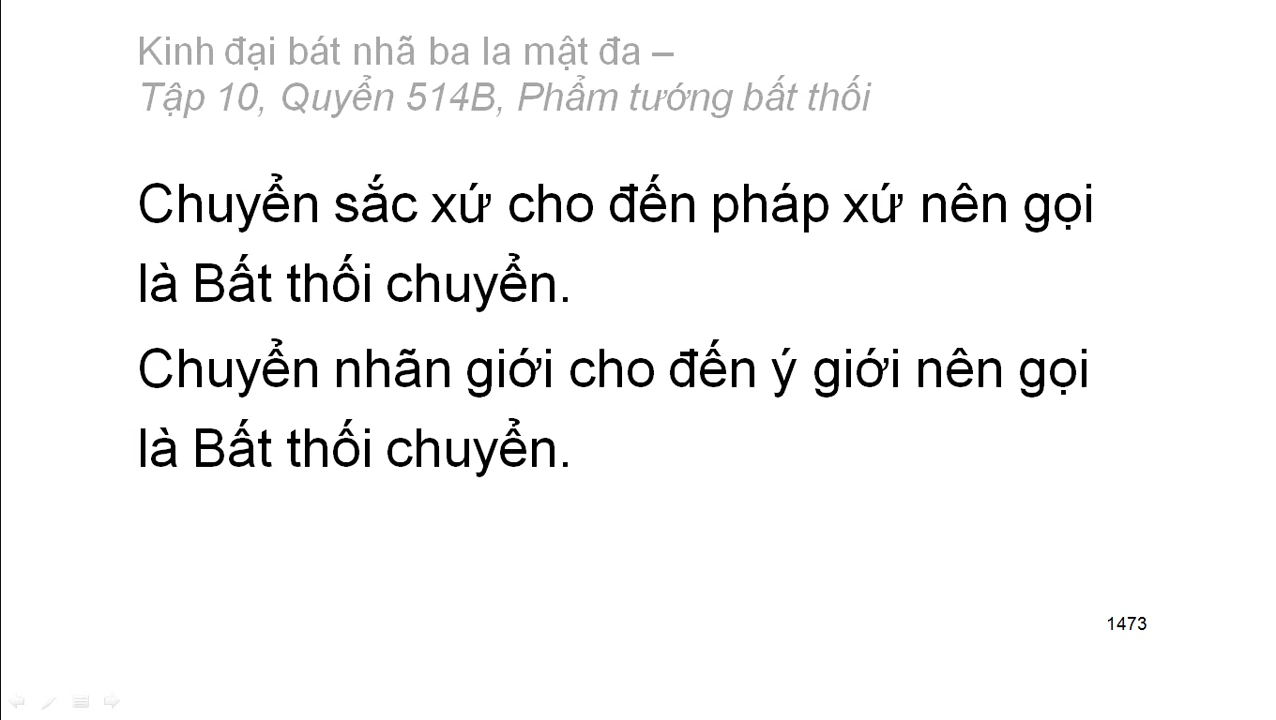 Kinh đại bát nhã ba la mật đa –
Tập 10, Quyển 514B, Phẩm tướng bất thối
Chuyển sắc xứ cho đến pháp xứ nên gọi
là Bất thối chuyển.
Chuyển nhãn giới cho đến ý giới nên gọi
là Bất thối chuyển.
1473